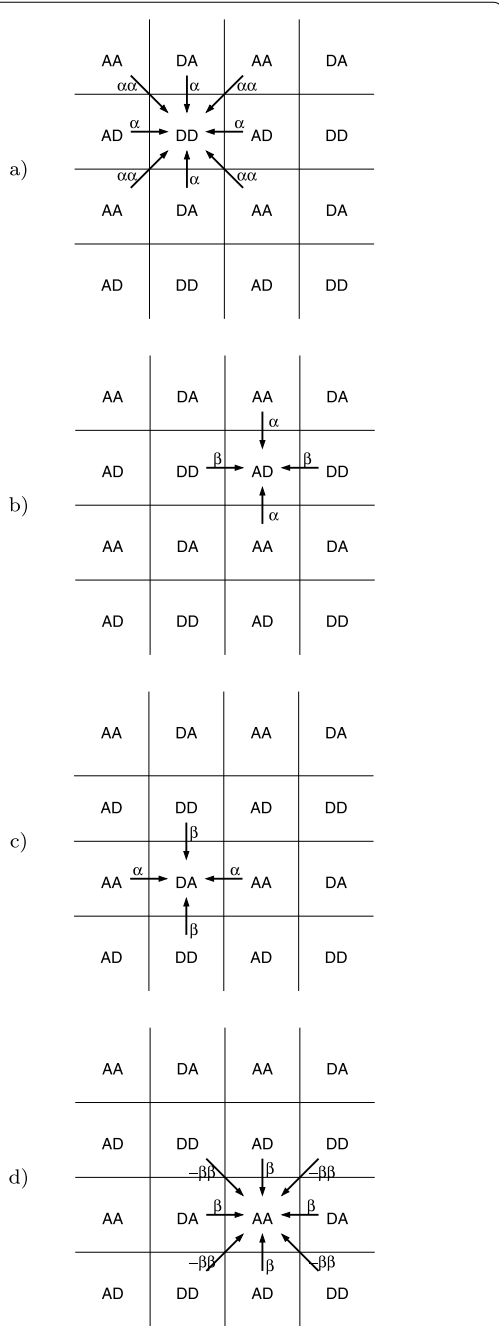 AA DA AA DA
αα α αα
α α
AD DD AD DD
a)
αα α αα
AA DA AA DA
AD DD AD DD
AA DA AA DA
α
β β
AD DD AD DD
b)
α
AA DA AA DA
AD DD AD DD
AA DA AA DA
AD DD AD DD
β
c)
α α
AA DA AA DA
β
AD DD AD DD
AA DA AA DA
AD DD AD DD
−ββ β −ββ
d)
β β
AA DA AA DA
−ββ β −ββ
AD DD AD DD